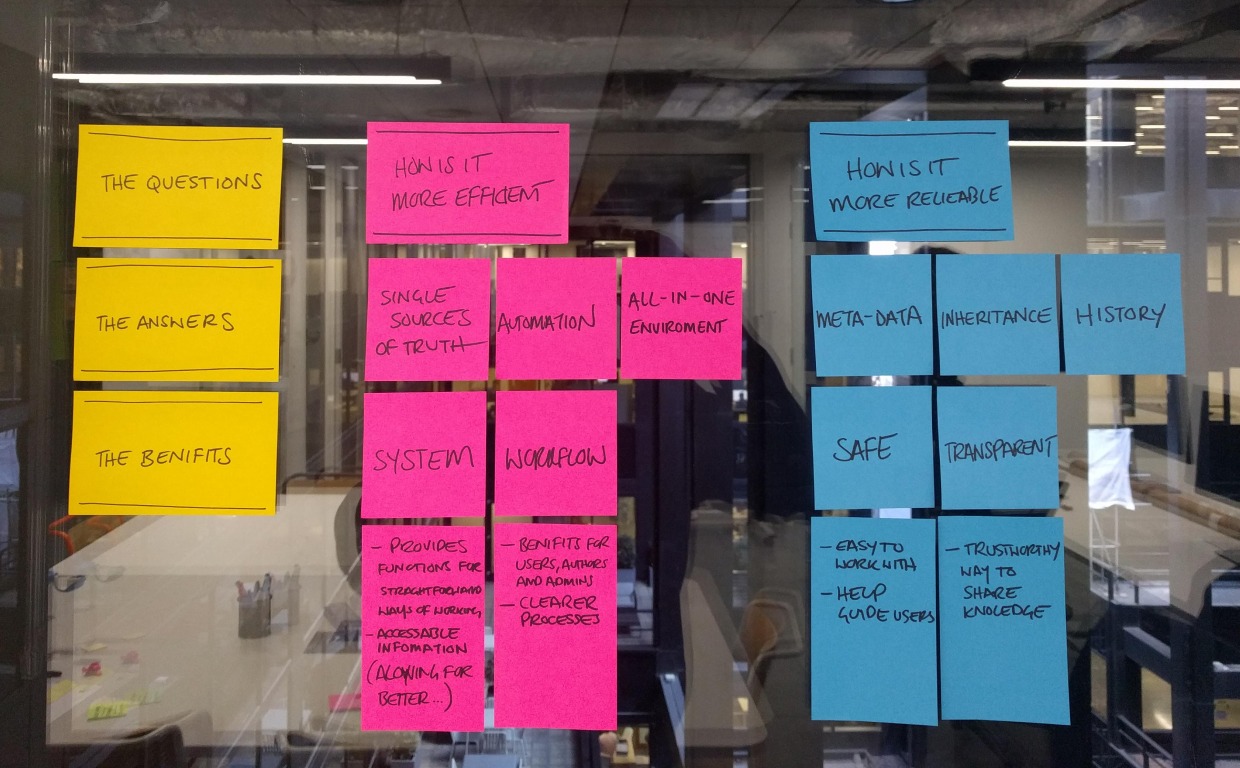 THE QUESTIONS
HOW IS IT
MORE EFFICIENT
HOW IS IT
MORE RELIEABLE
THE ANSWERS
SINGLE
SOURCES
OF TRUTH
AUTOMATION
ALL-IN-ONE
ENVIROMENT
META-DATA
INHERITANCE
HISTORY
THE BENIFITS
SYSTEM
WORKFLOW
SAFE
TRANSPARENT
- PROVIDES
FUNCTIONS FOR
STRAGHTFORWARD
WAYS OF WORKING,
- ACCESSABLE
INFOMATION
(ALOWING FOR
BETTER...)
- BENIFITS FOR
USERS, AUTHORS
AND ADMINS
- CLEARER
PROCESSES
- EASY TO
WORK WITH
- HELP
GUIDE USERS
- TRUSTWORTHY
WAY TO
SHARE
KNOLEDGE